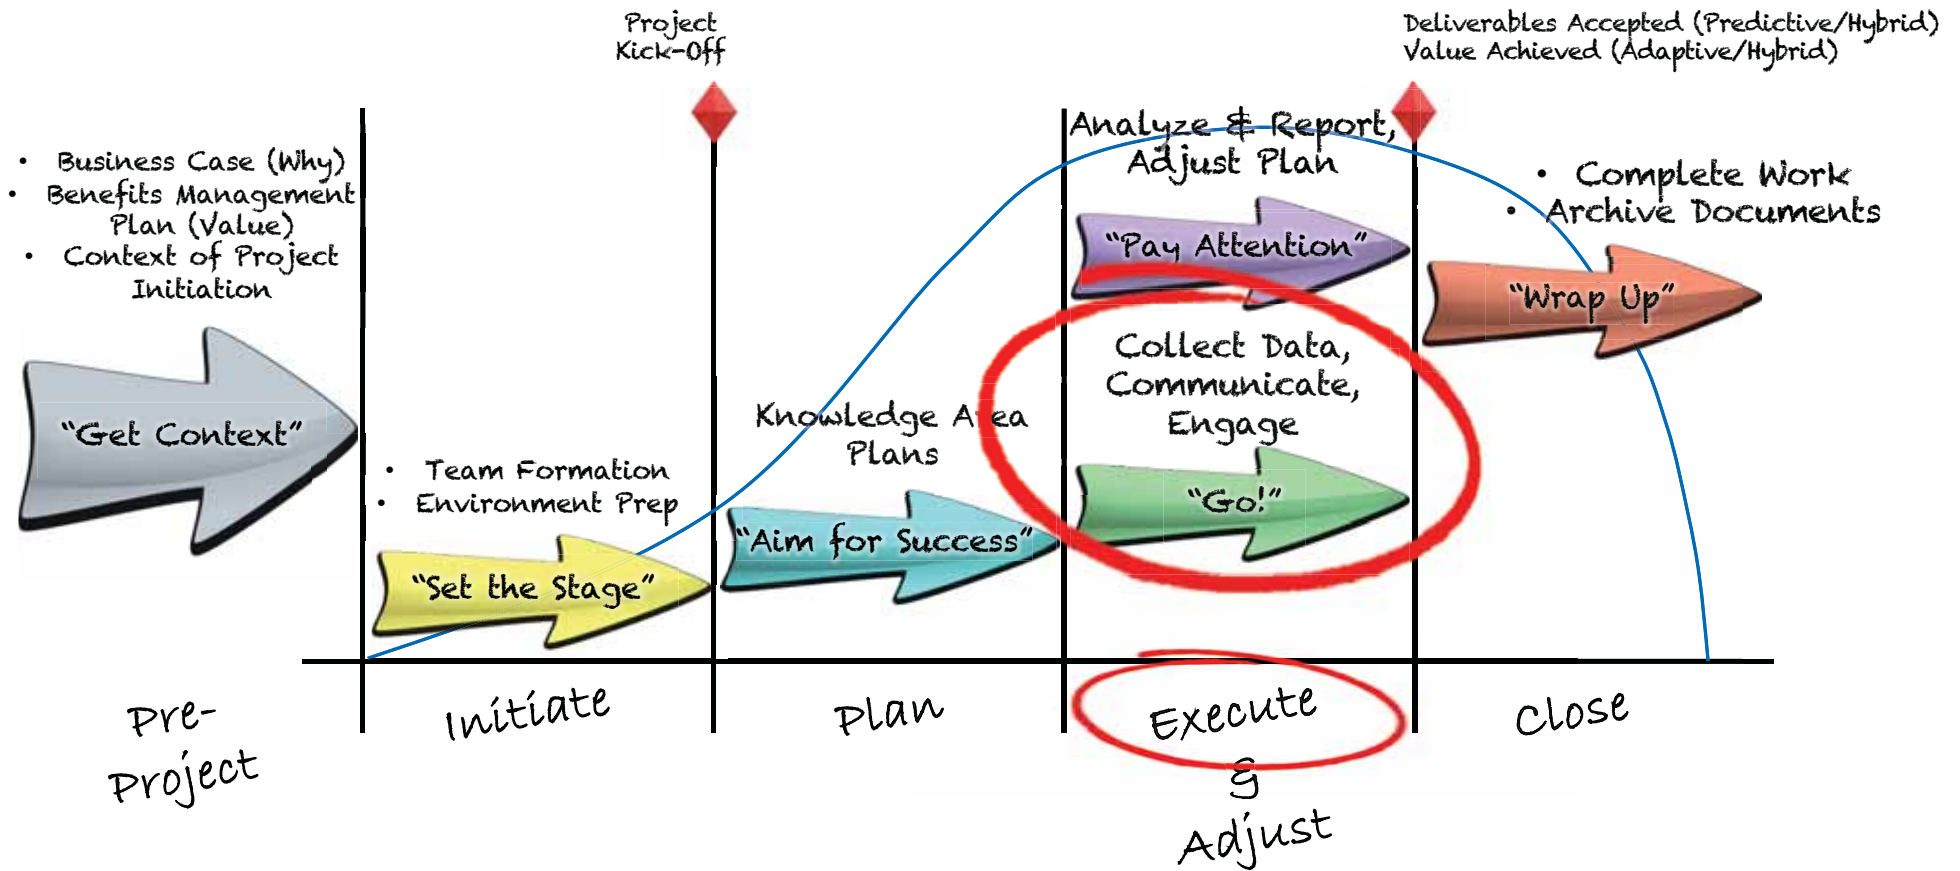 Project
Kick-Off
Deliverables Accepted (Predictive/Hybrid)
Value Achieved (Adaptive/Hybrid)
• Business Case (Why)
• Benefits Management
Plan (Value)
• Context of Project
Initiation
"Get Context"
• Team Formation
• Environment Prep
"Set the Stage"
Knowledge Area
Plans
"Aim for Success"
Analyze & Report,
Adjust Plan
"Pay Attention"
Collect Data,
Communicate,
Engage
"Go!"
• Complete Work
• Archive Documents
"Wrap Up"
Pre-
Project
Initiate
Plan
Execute
&
Adjust
Close